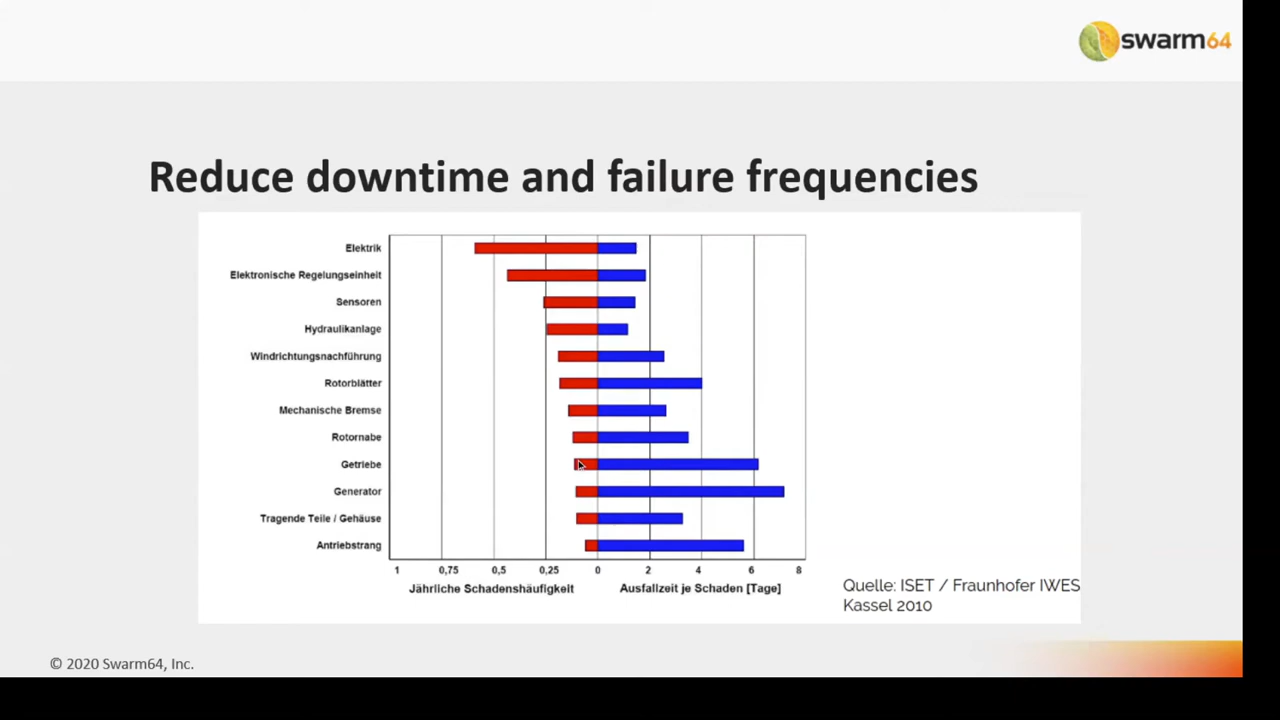 swarm64
Reduce downtime and failure frequencies
Elektrik
Elektronische Regelungseinheit
Sensoren
Hydraulikanlage
Windrichtungsnachführung
Rotorblätter
Mechanische Bremse
Rotornabe
Getriebe
Generator
Tragende Teile / Gehäuse
Antriebstrang
1 0,75 0,5 0,25 0 2 4 6 8
Jährliche Schadenshäufigkeit Ausfallzeit je Schaden [Tage]
Quelle: ISET / Fraunhofer IWES
Kassel 2010
© 2020 Swarm64, Inc.